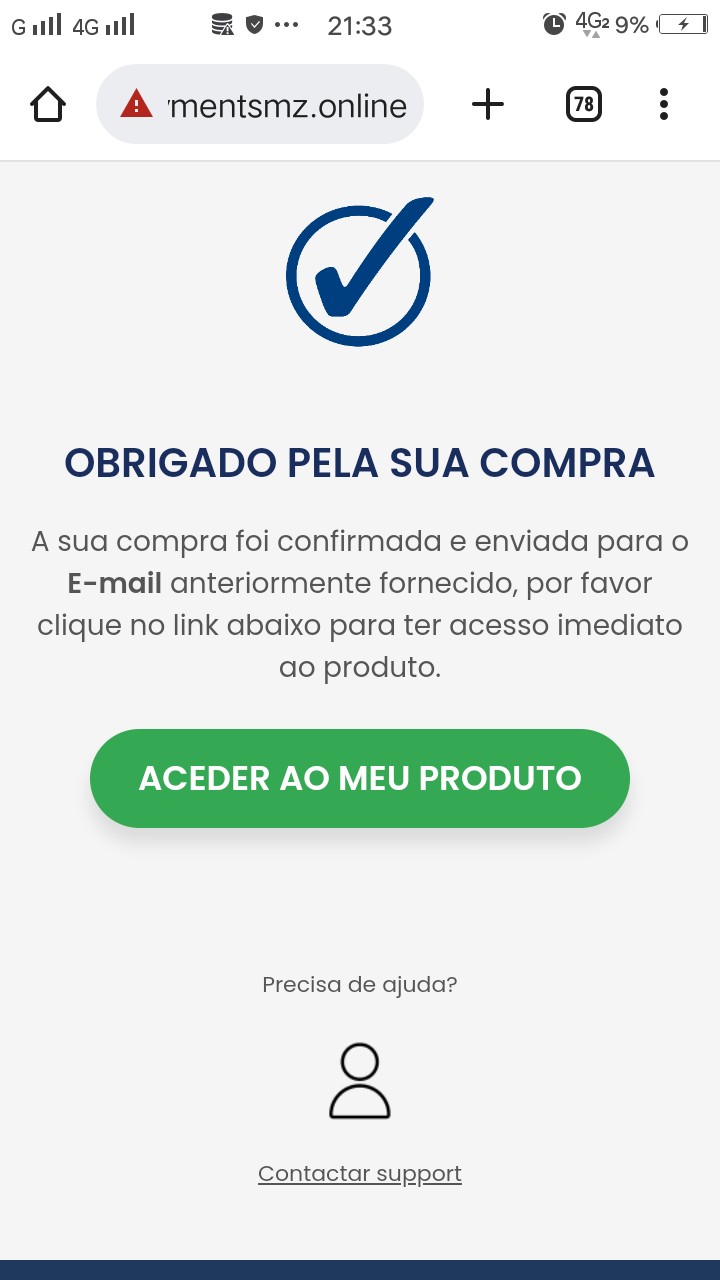 G 4G 21:33 4G2 9%
mentsmz.online
78
OBRIGADO PELA SUA COMPRA
A sua compra foi confirmada e enviada para o
E-mail anteriormente fornecido, por favor
clique no link abaixo para ter acesso imediato
ao produto.
ACEDER AO MEU PRODUTO
Precisa de ajuda?
Contactar support